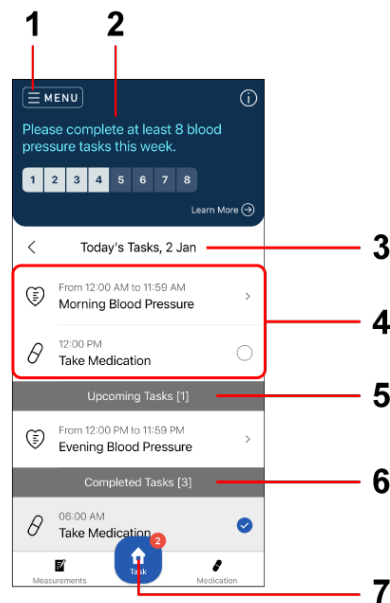 1 2
MENU
Please complete at least 8 blood
pressure tasks this week.
1 2 3 4 5 6 7 8
Learn More
Today's Tasks, 2 Jan
3
From 12:00 AM to 11:59 AM
Morning Blood Pressure
4
12:00 PM
Take Medication
Upcoming Tasks [1]
5
From 12:00 PM to 11:59 PM
Evening Blood Pressure
Completed Tasks [3]
6
06:00 AM
Take Medication
2
Measurements Task Medication
7